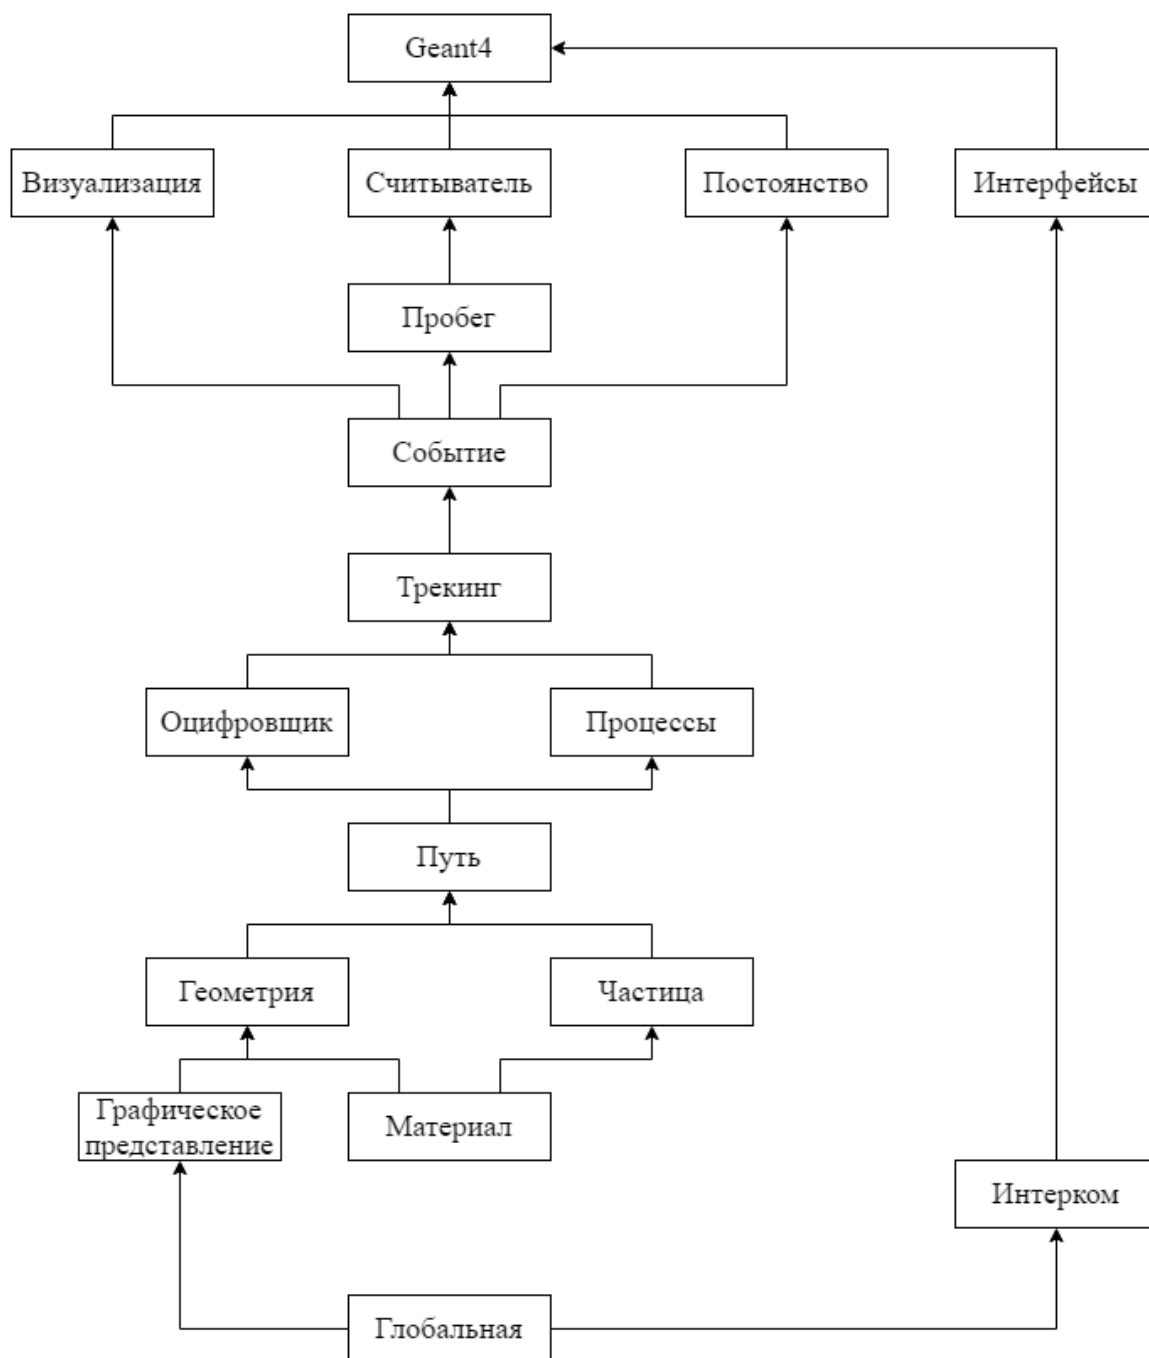 Geant4
Визуализация
Считыватель
Постоянство
Интерфейсы
Пробег
Событие
Трекинг
Оцифровщик
Процессы
Путь
Геометрия
Частица
Графическое
представление
Материал
Интерком
Глобальная